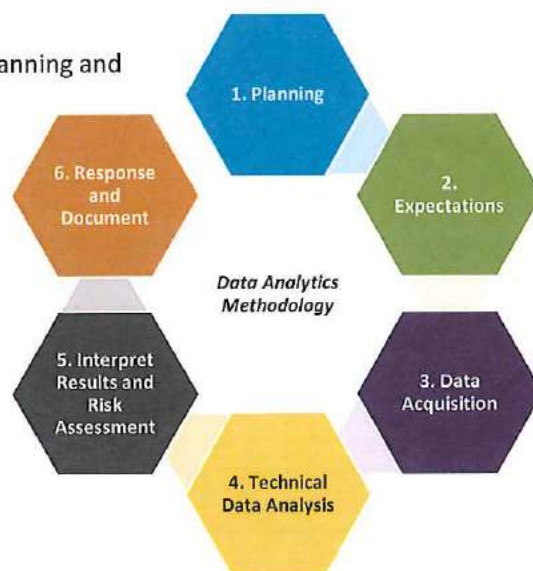 anning and
1. Planning
2.
Expectations
3. Data
Acquisition
4. Technical
Data Analysis
5. Interpret
Results and
Risk
Assessment
6. Response
and
Document
Data Analytics
Methodology